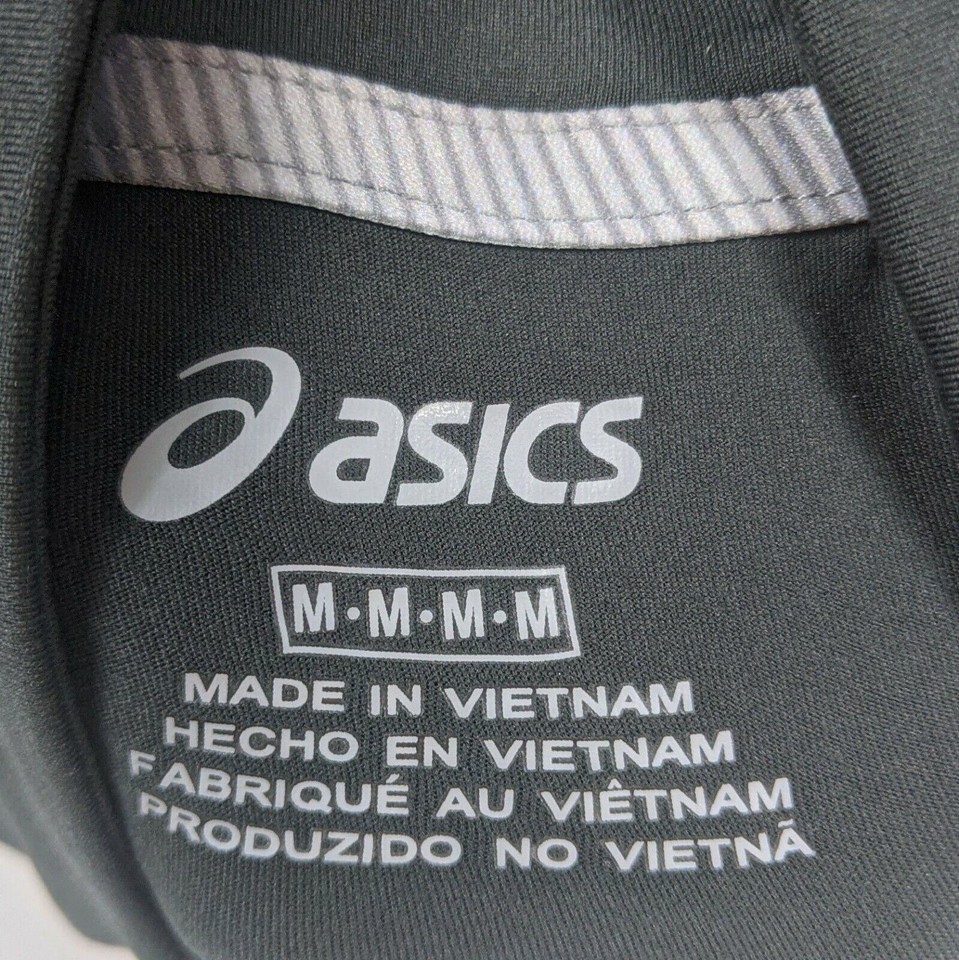 asics
M·M·M·M
MADE IN VIETNAM
HECHO EN VIETNAM
FABRIQUÉ AU VIÊTNAM
PRODUZIDO NO VIETNÃ